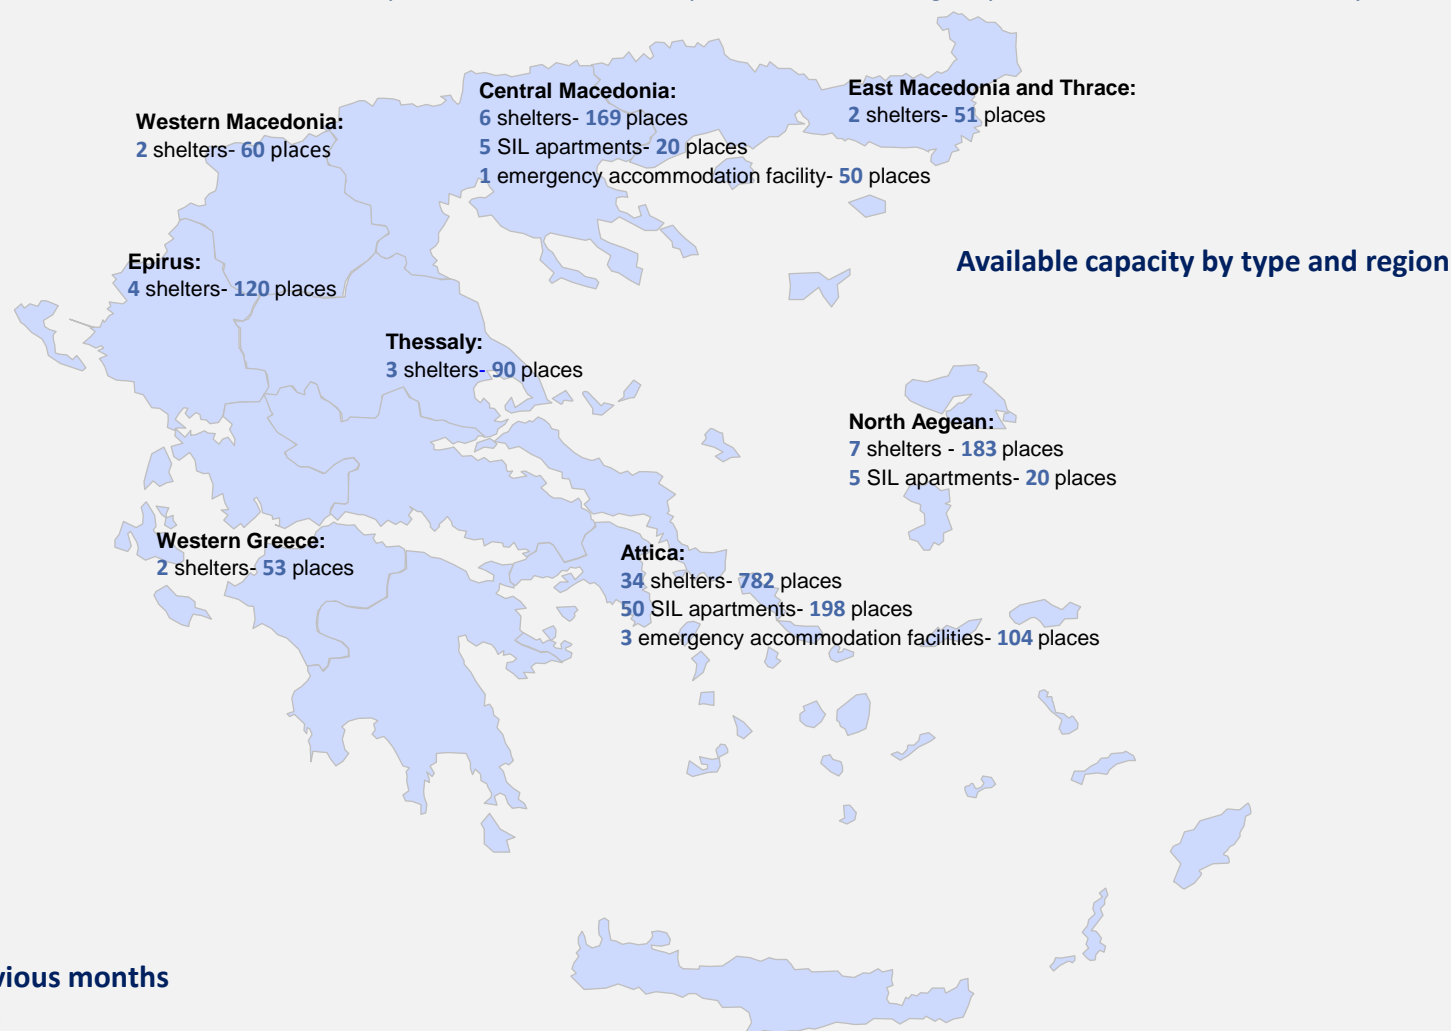 Central Macedonia:
6 shelters- 169 places
5 SIL apartments- 20 places
1 emergency accommodation facility- 50 places
East Macedonia and Thrace:
2 shelters- 51 places
Western Macedonia:
2 shelters- 60 places
Epirus:
4 shelters- 120 places
Available capacity by type and region
Thessaly:
3 shelters- 90 places
North Aegean:
7 shelters - 183 places
5 SIL apartments- 20 places
Western Greece:
2 shelters- 53 places
Attica:
34 shelters- 782 places
50 SIL apartments- 198 places
3 emergency accommodation facilities- 104 places
months